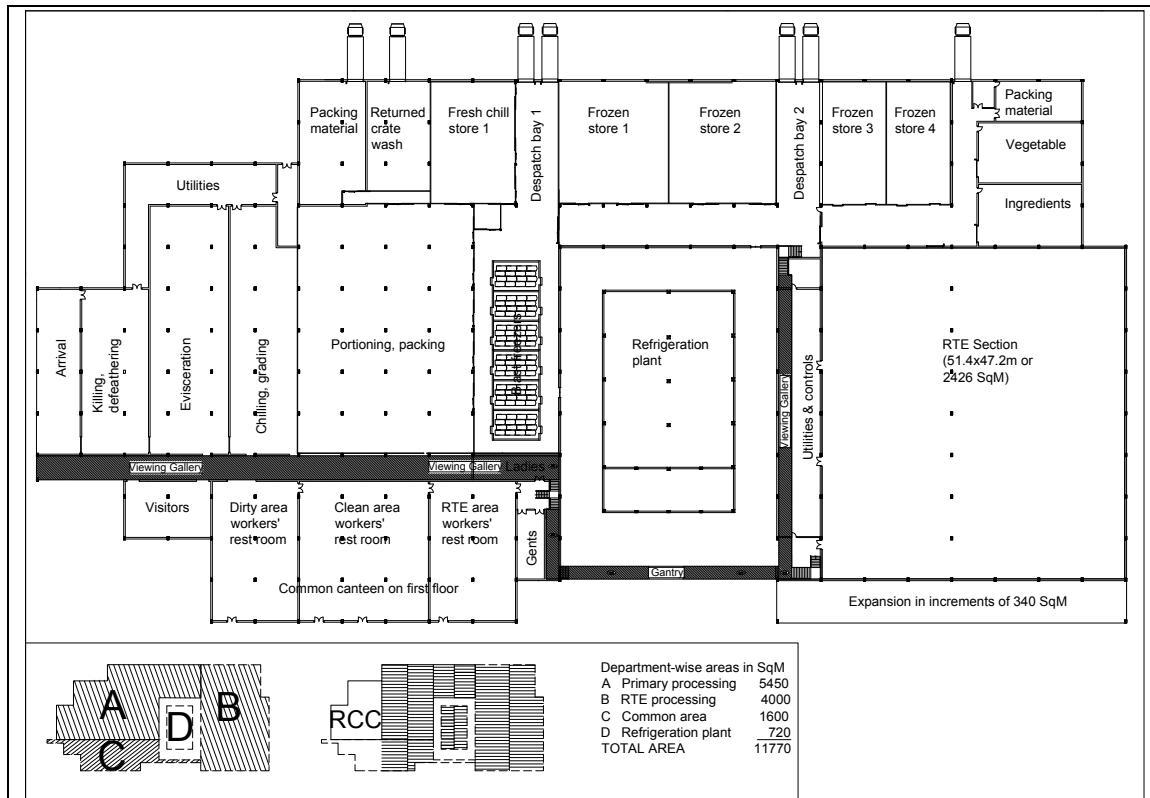 Packing
material
Returned
crate
wash
Fresh chill
store 1
Despatch bay 1
Frozen
store 1
Frozen
store 2
Despatch bay 2
Frozen
store 3
Frozen
store 4
Packing
material
Vegetable
Ingredients
Utilities
Arrival
Killing,
defeathering
Evisceration
Chilling, grading
Portioning, packing
Blast freezers
Refrigeration
plant
Viewing Gallery
Utilities & controls
RTE Section
(51.4x47.2m or
2426 SqM)
Viewing Gallery
Viewing Gallery
Ladies
Visitors
Dirty area
workers'
rest room
Clean area
workers'
rest room
RTE area
workers'
rest room
Gents
Common canteen on first floor
Gantry
Expansion in increments of 340 SqM
A
B
C
D
RCC
Department-wise areas in SqM
A Primary processing 5450
B RTE processing 4000
C Common area 1600
D Refrigeration plant 720
TOTAL AREA 11770